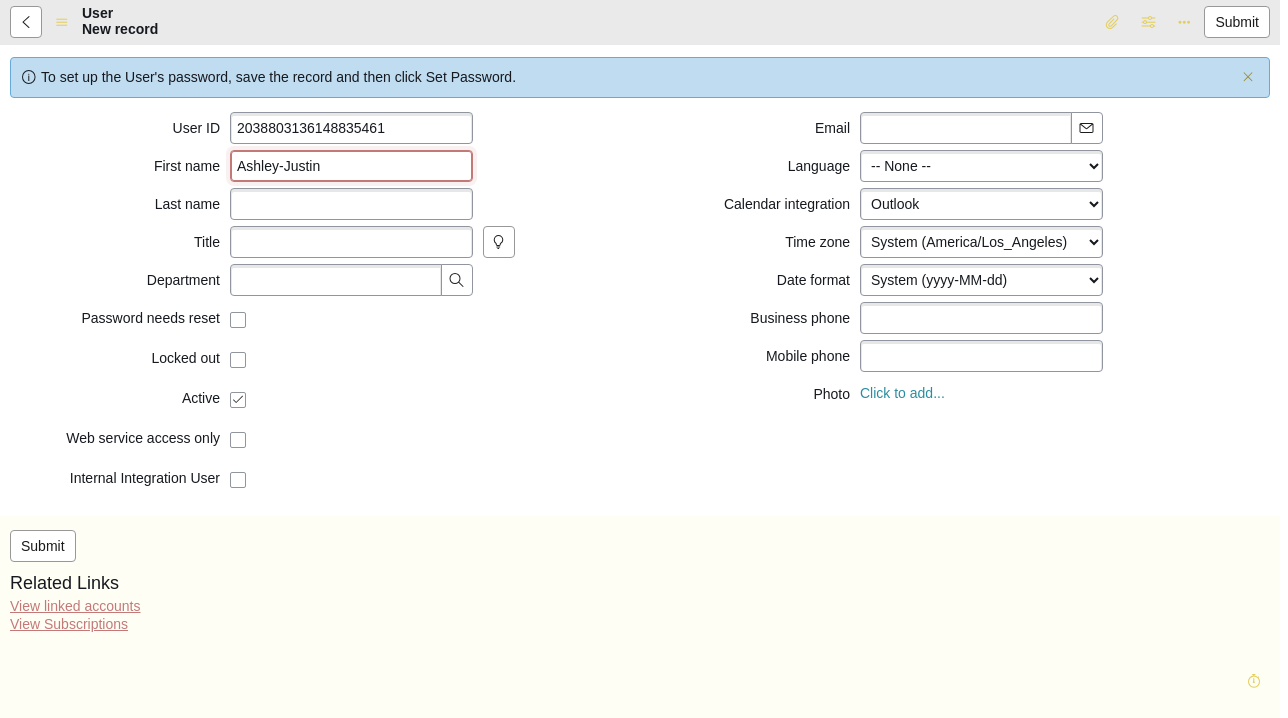 User
New record
Submit
To set up the User's password, save the record and then click Set Password.
User ID
2038803136148835461
First name
Ashley-Justin
Last name
Title
Department
Password needs reset
Locked out
Active
Web service access only
Internal Integration User
Email
Language
-- None --
Calendar integration
Outlook
Time zone
System (America/Los_Angeles)
Date format
System (yyyy-MM-dd)
Business phone
Mobile phone
Photo
Click to add...
Submit
Related Links
View linked accounts
View Subscriptions